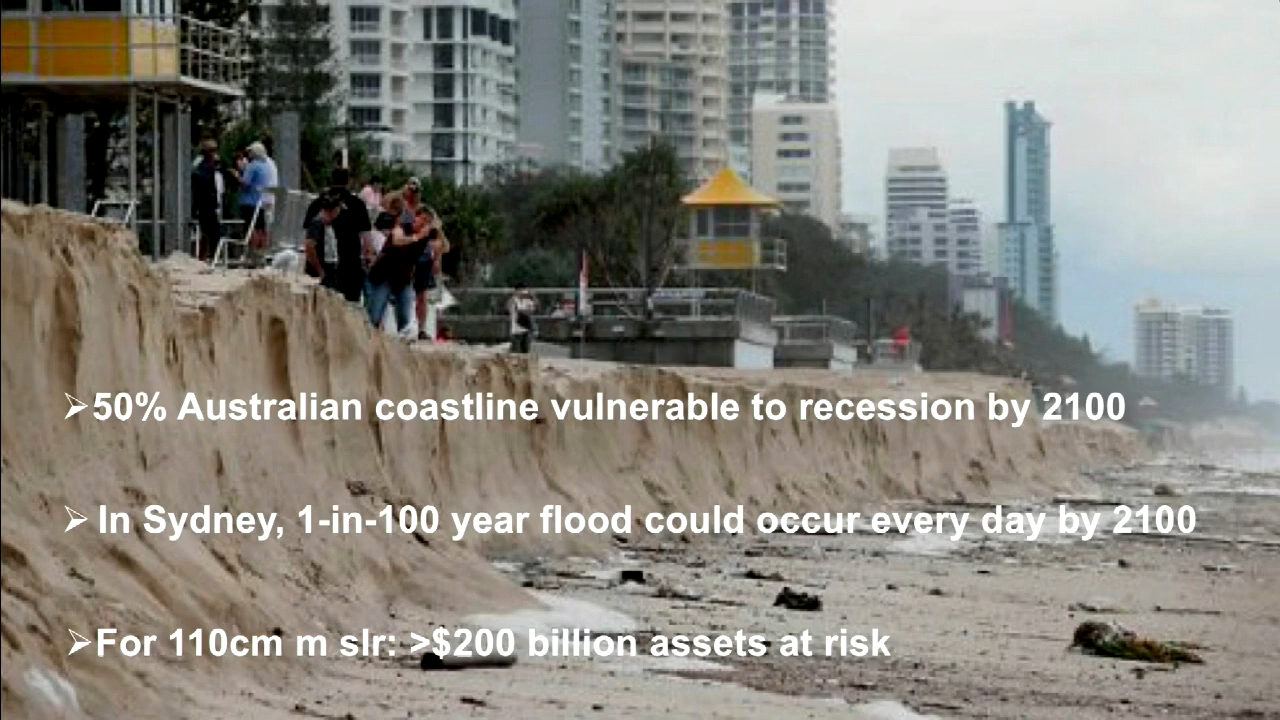 ➢50% Australian coastline vulnerable to recession by 2100
➢In Sydney, 1-in-100 year flood could occur every day by 2100
➢For 110cm m slr: >$200 billion assets at risk